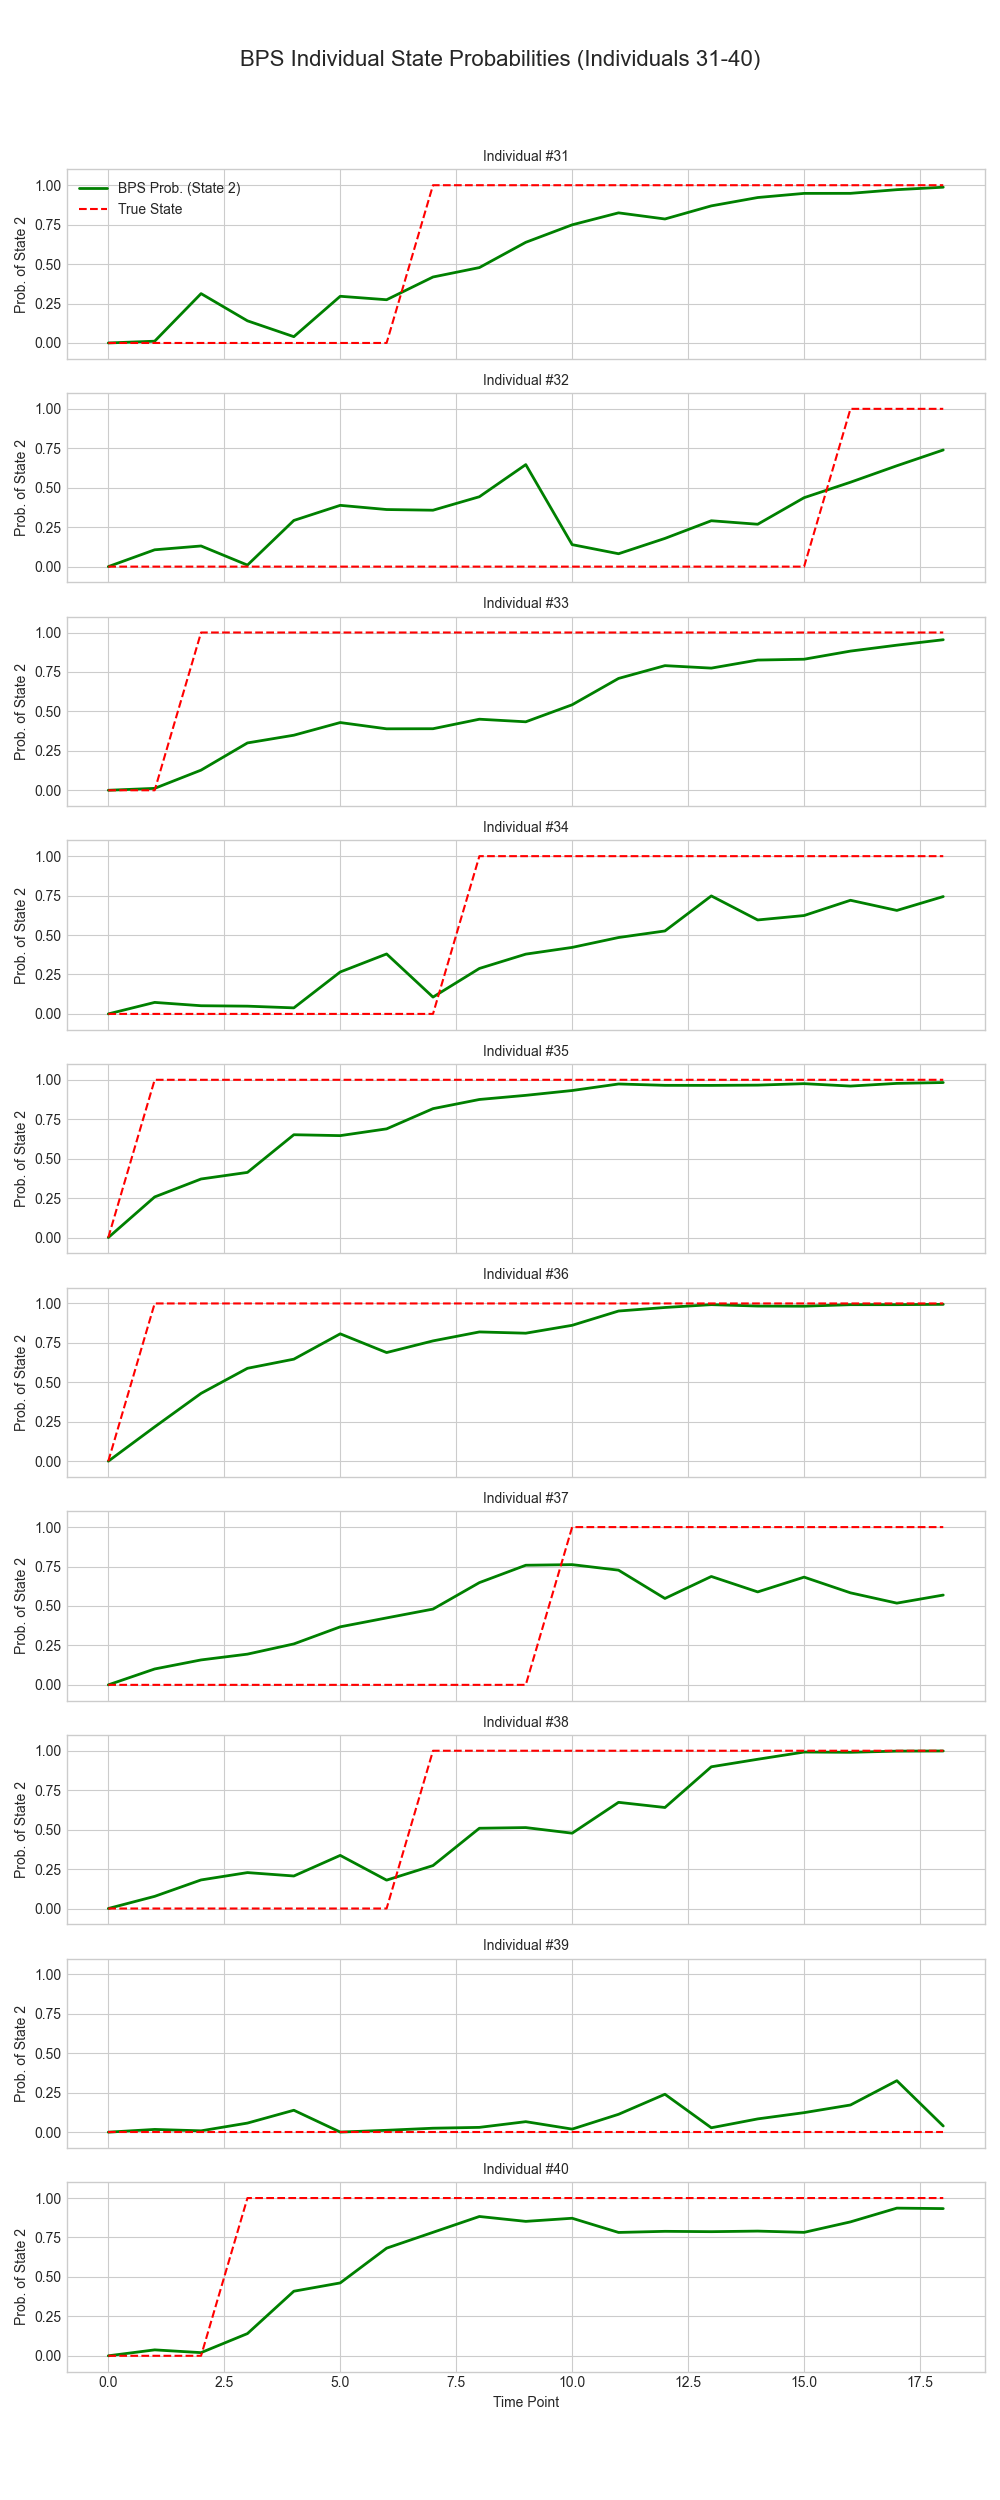 BPS Individual State Probabilities (Individuals 31-40)
Individual #31
1.00
0.75
0.50
0.25
0.00
Prob. of State 2
BPS Prob. (State 2)
True State
Individual #32
1.00
0.75
0.50
0.25
0.00
Prob. of State 2
Individual #33
1.00
0.75
0.50
0.25
0.00
Prob. of State 2
Individual #34
1.00
0.75
0.50
0.25
0.00
Prob. of State 2
Individual #35
1.00
0.75
0.50
0.25
0.00
Prob. of State 2
Individual #36
1.00
0.75
0.50
0.25
0.00
Prob. of State 2
Individual #37
1.00
0.75
0.50
0.25
0.00
Prob. of State 2
Individual #38
1.00
0.75
0.50
0.25
0.00
Prob. of State 2
Individual #39
1.00
0.75
0.50
0.25
0.00
Prob. of State 2
Individual #40
1.00
0.75
0.50
0.25
0.00
Prob. of State 2
0.0 2.5 5.0 7.5 10.0 12.5 15.0 17.5
Time Point